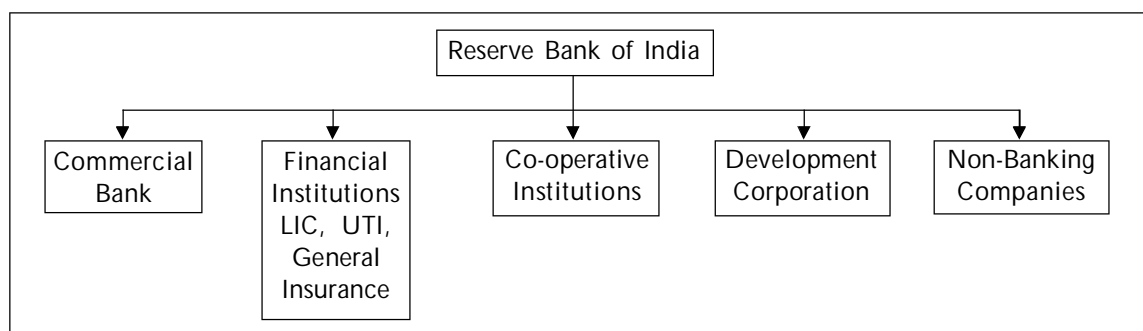 Reserve Bank of India
Commercial
Bank
Financial
Institutions
LIC, UTI,
General
Insurance
Co-operative
Institutions
Development
Corporation
Non-Banking
Companies